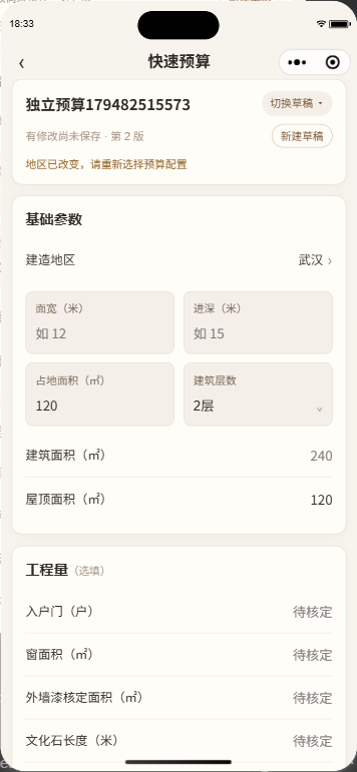 18:33
快速预算
独立预算179482515573
切换草稿
有修改尚未保存 · 第 2 版
新建草稿
地区已改变，请重新选择预算配置
基础参数
建造地区
武汉
面宽（米）
如 12
进深（米）
如 15
占地面积（㎡）
120
建筑层数
2层
建筑面积（㎡）
240
屋顶面积（㎡）
120
工程量（选填）
入户门（户）
待核定
窗面积（㎡）
待核定
外墙漆核定面积（㎡）
待核定
文化石长度（米）
待核定